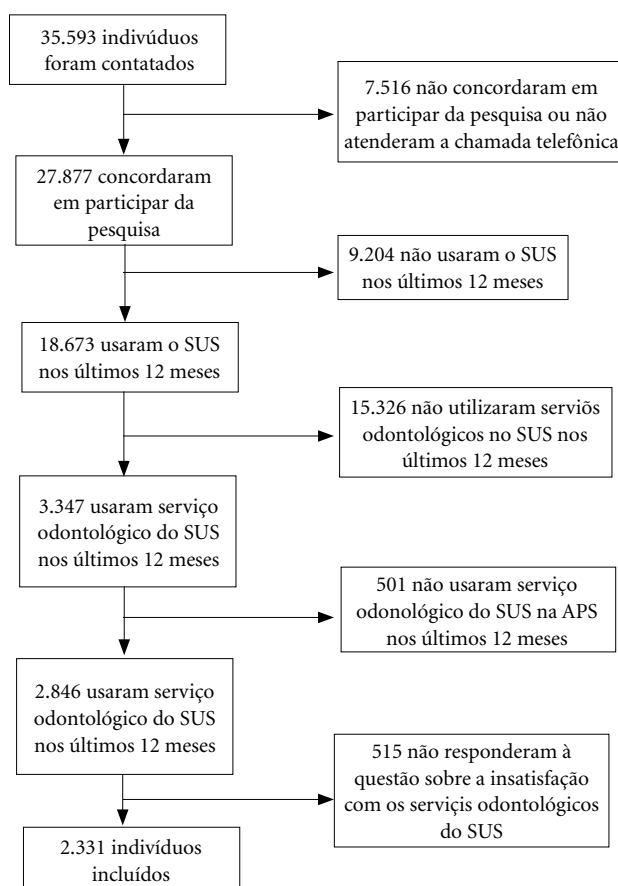 35.593 indivúduos
foram contatados
7.516 não concordaram em
participar da pesquisa ou não
atenderam a chamada telefônica
27.877 concordaram
em participar da
pesquisa
9.204 não usaram o SUS
nos últimos 12 meses
18.673 usaram o SUS
nos últimos 12 meses
15.326 não utilizaram serviõs
odontológicos no SUS nos
últimos 12 meses
3.347 usaram serviço
odontológico do SUS
nos últimos 12 meses
501 não usaram serviço
odonológico do SUS na APS
nos últimos 12 meses
2.846 usaram serviço
odontológico do SUS
nos últimos 12 meses
515 não responderam à
questão sobre a insatisfação
com os serviçis odontológicos
do SUS
2.331 indivíduos
incluídos